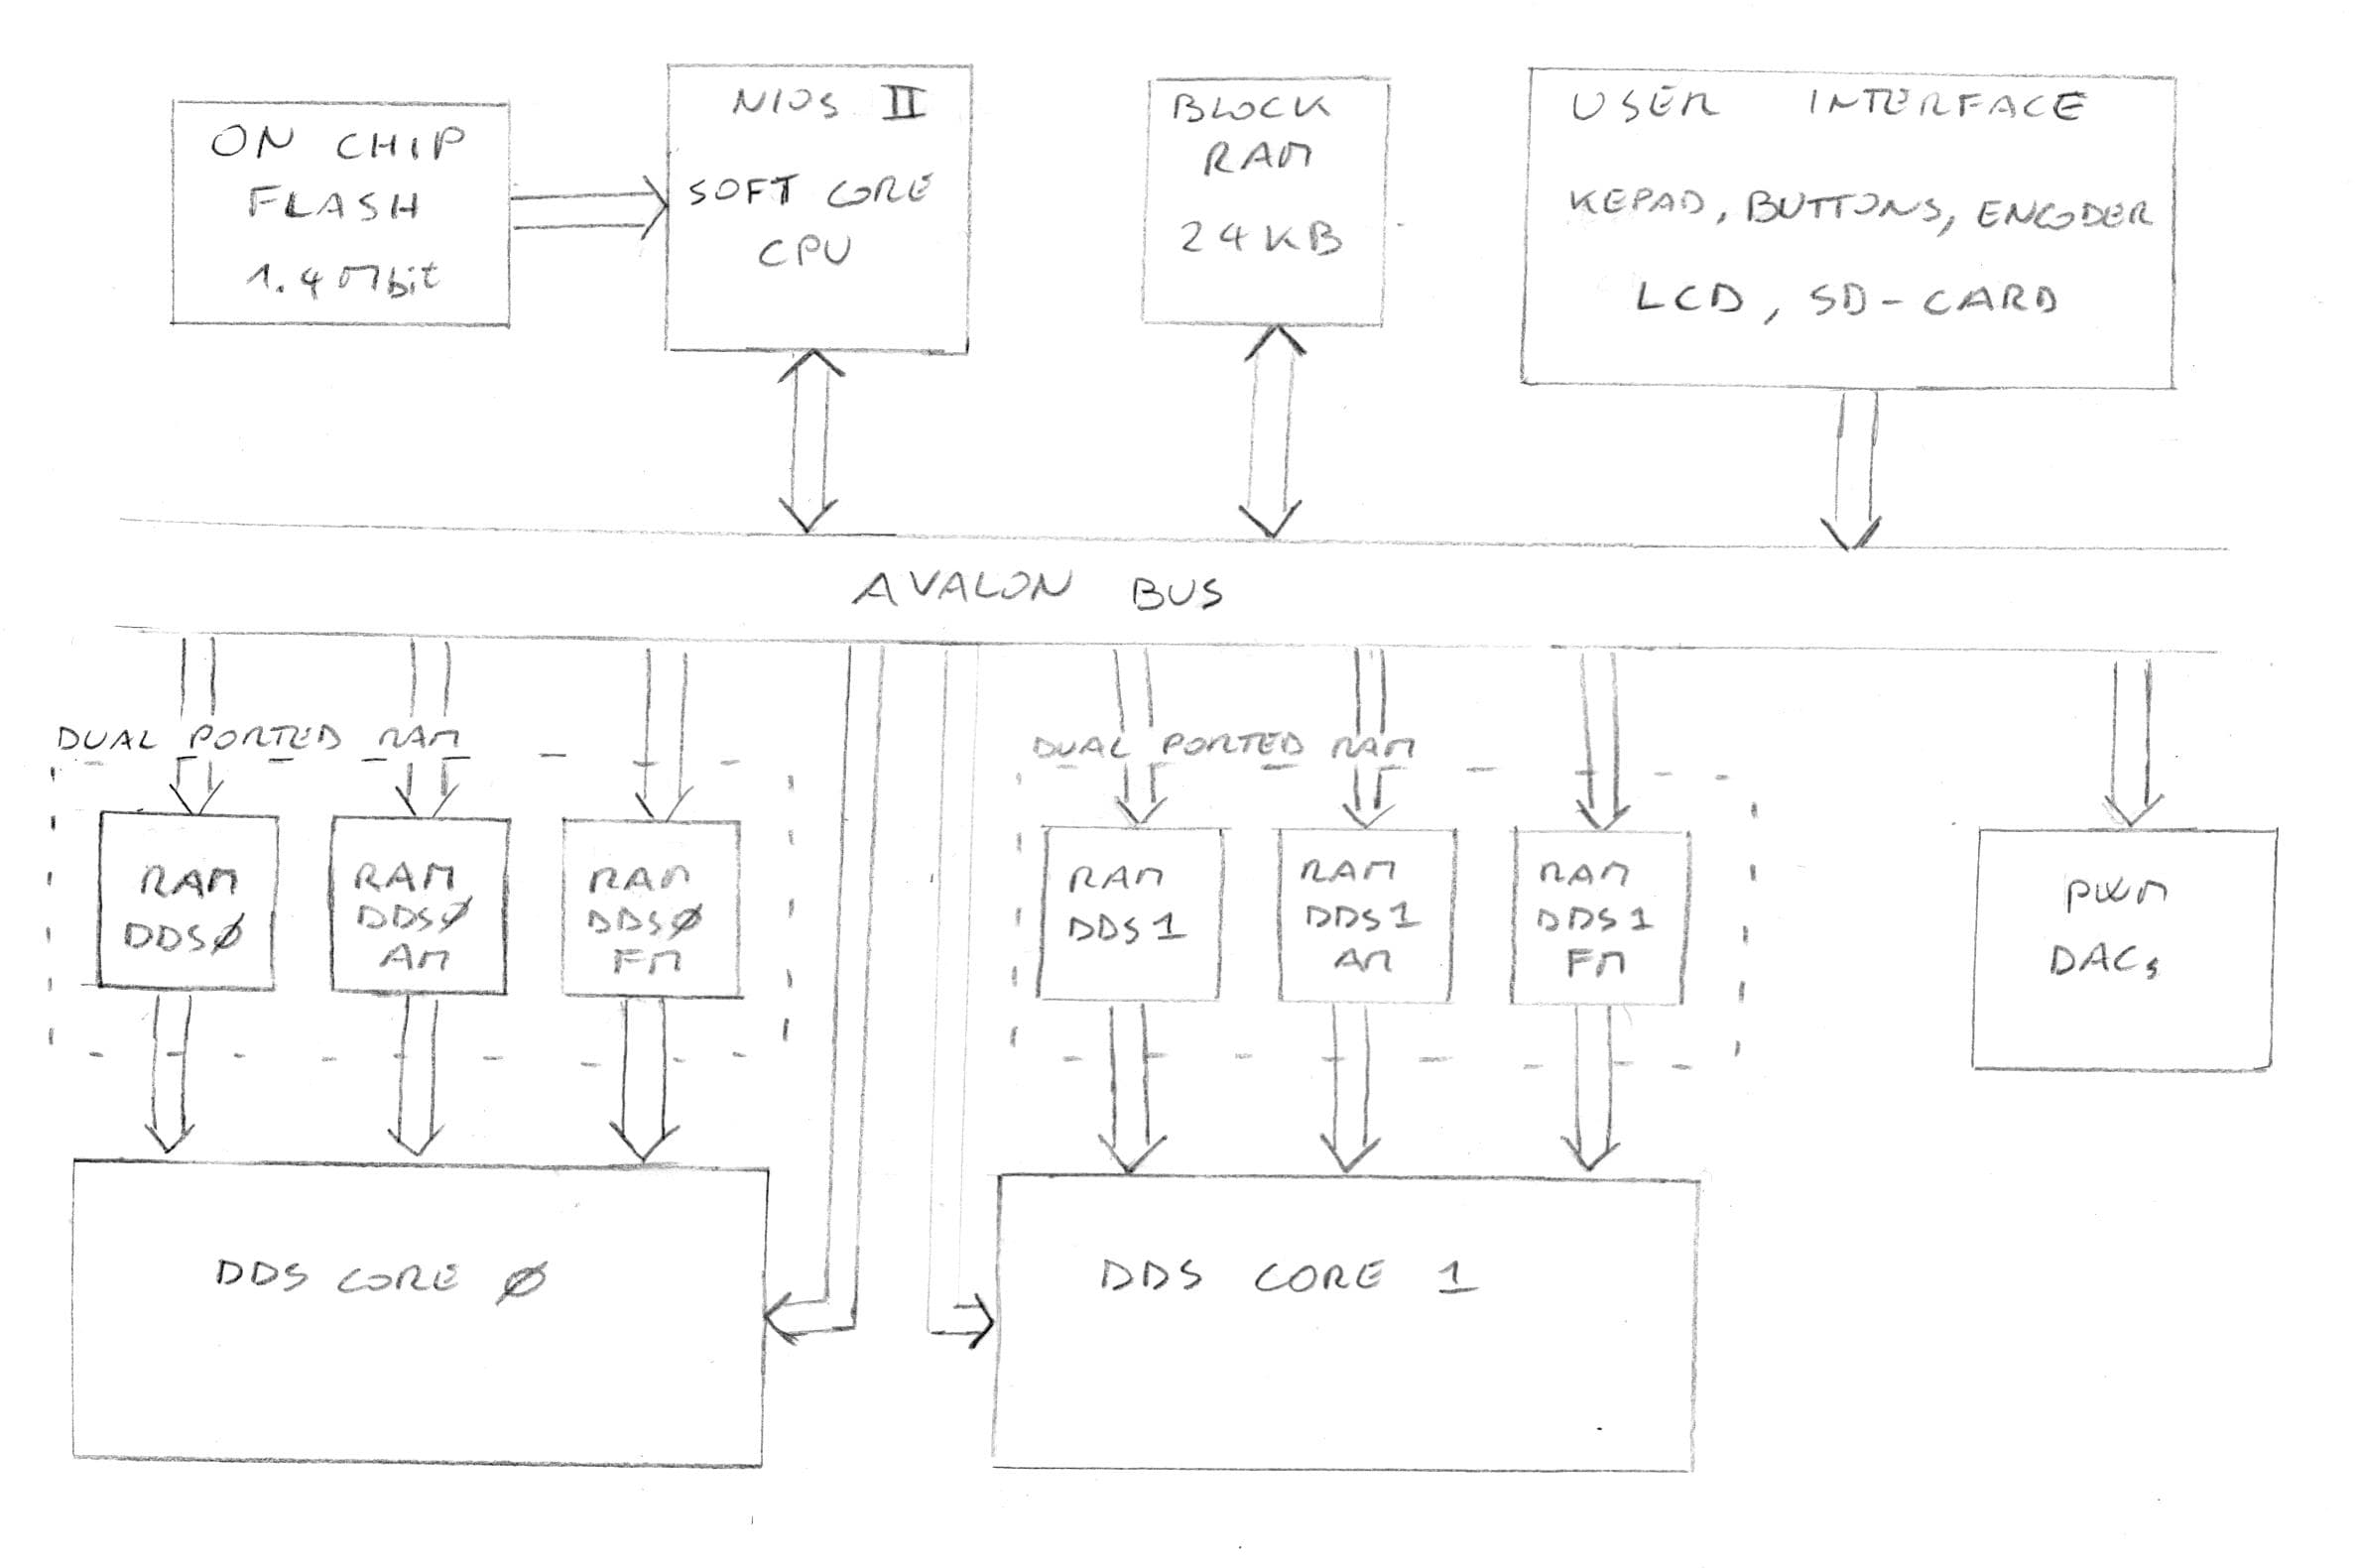 ON CHIP
FLASH
1.4 Mbit
NIOS II
SOFT CORE
CPU
BLOCK
RAM
24KB
USER INTERFACE
KEPAD, BUTTONS, ENCODER
LCD, SD-CARD
AVALON BUS
DUAL PORTED RAM
DUAL PORTED RAM
RAM
DDSØ
RAM
DDSØ
AM
RAM
DDSØ
FM
RAM
DDS1
RAM
DDS1
AM
RAM
DDS1
FM
PWM
DACs
DDS CORE Ø
DDS CORE 1